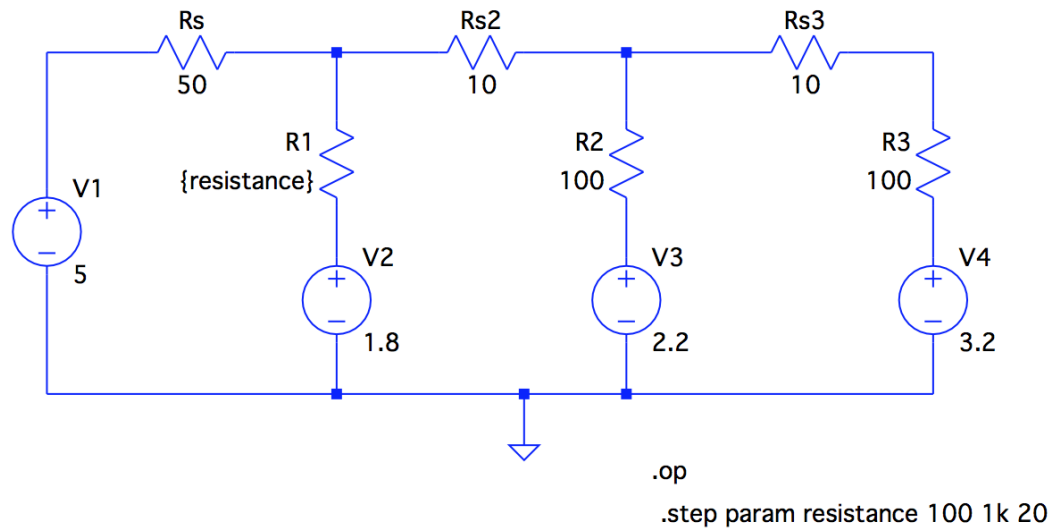 Rs
Rs2
Rs3
50
10
10
R1
R2
R3
{resistance}
100
100
V1
+
−
5
V2
+
−
1.8
V3
+
−
2.2
V4
+
−
3.2
.op
.step param resistance 100 1k 20